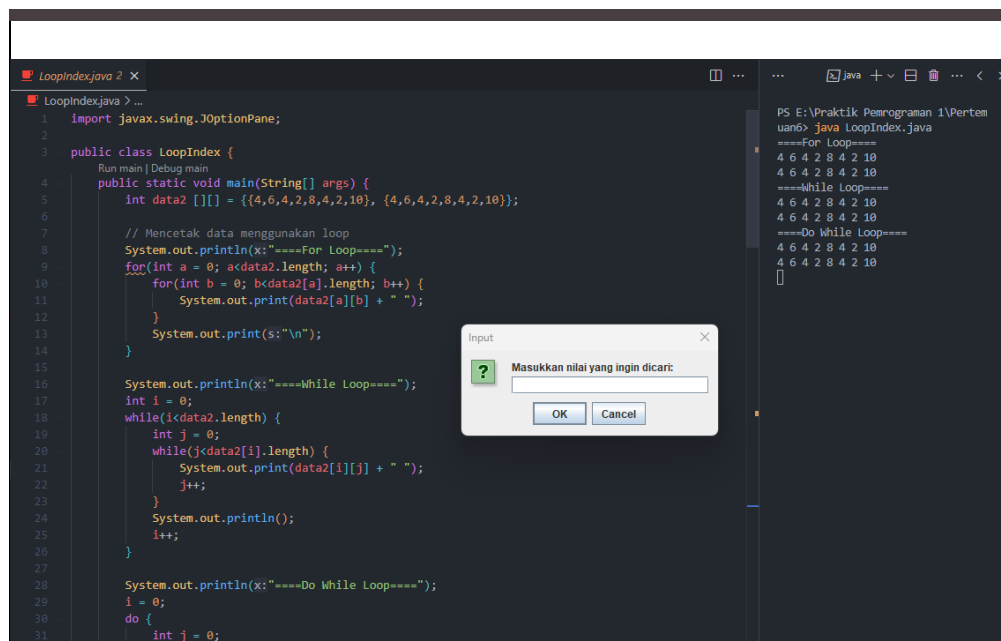 LoopIndex.java 2
LoopIndex.java > ...
1 import javax.swing.JOptionPane;
2
3 public class LoopIndex {
Run main | Debug main
4 public static void main(String[] args) {
5 int data2 [][] = {{4,6,4,2,8,4,2,10}, {4,6,4,2,8,4,2,10}};
6
7 // Mencetak data menggunakan loop
8 System.out.println(x:"====For Loop====");
9 for(int a = 0; a<data2.length; a++) {
10 for(int b = 0; b<data2[a].length; b++) {
11 System.out.print(data2[a][b] + " ");
12 }
13 System.out.print(s:"\n");
14 }
15
16 System.out.println(x:"====While Loop====");
17 int i = 0;
18 while(i<data2.length) {
19 int j = 0;
20 while(j<data2[i].length) {
21 System.out.print(data2[i][j] + " ");
22 j++;
23 }
24 System.out.println();
25 i++;
26 }
27
28 System.out.println(x:"====Do While Loop====");
29 i = 0;
30 do {
31 int j = 0;
Input
Masukkan nilai yang ingin dicari:
OK Cancel
java
PS E:\Praktik Pemrograman 1\Pertem
uan6> java LoopIndex.java
====For Loop====
4 6 4 2 8 4 2 10
4 6 4 2 8 4 2 10
====While Loop====
4 6 4 2 8 4 2 10
4 6 4 2 8 4 2 10
====Do While Loop====
4 6 4 2 8 4 2 10
4 6 4 2 8 4 2 10